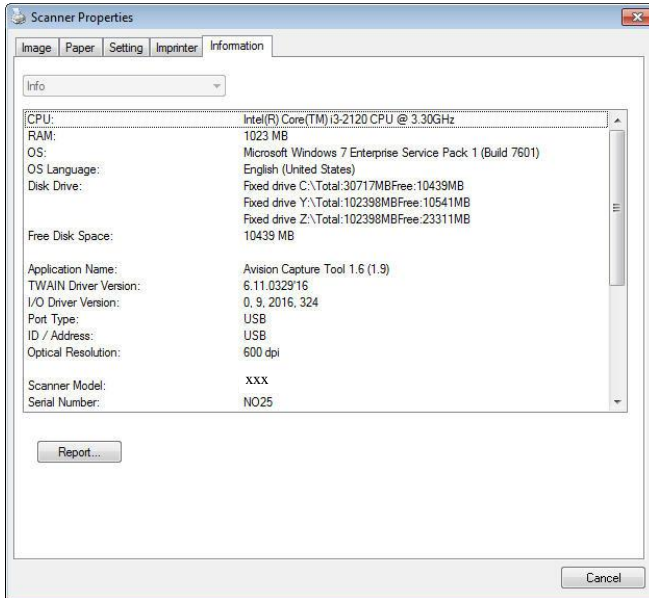 Scanner Properties
Image Paper Setting Imprinter Information
Info
CPU: Intel(R) Core(TM) i3-2120 CPU @ 3.30GHz
RAM: 1023 MB
OS: Microsoft Windows 7 Enterprise Service Pack 1 (Build 7601)
OS Language: English (United States)
Disk Drive: Fixed drive C:\Total:30717MBFree:10439MB
Fixed drive Y:\Total:102398MBFree:10541MB
Fixed drive Z:\Total:102398MBFree:23311MB
Free Disk Space: 10439 MB
Application Name: Avision Capture Tool 1.6 (1.9)
TWAIN Driver Version: 6.11.0329'16
I/O Driver Version: 0, 9, 2016, 324
Port Type: USB
ID / Address: USB
Optical Resolution: 600 dpi
Scanner Model: xxx
Serial Number: NO25
Report...
Cancel